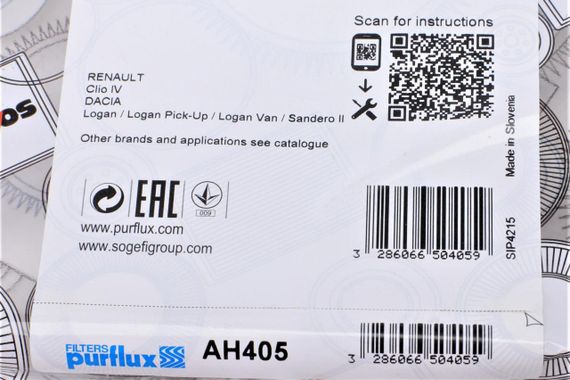 Scan for instructions
RENAULT
Clio IV
DACIA
Logan / Logan Pick-Up / Logan Van / Sandero II
Other brands and applications see catalogue
EAC
009
www.purflux.com
www.sogefigroup.com
3 286066 504059
SIP4215
Made in Slovenia
FILTERS
purflux
AH405
3 286066 504059
os